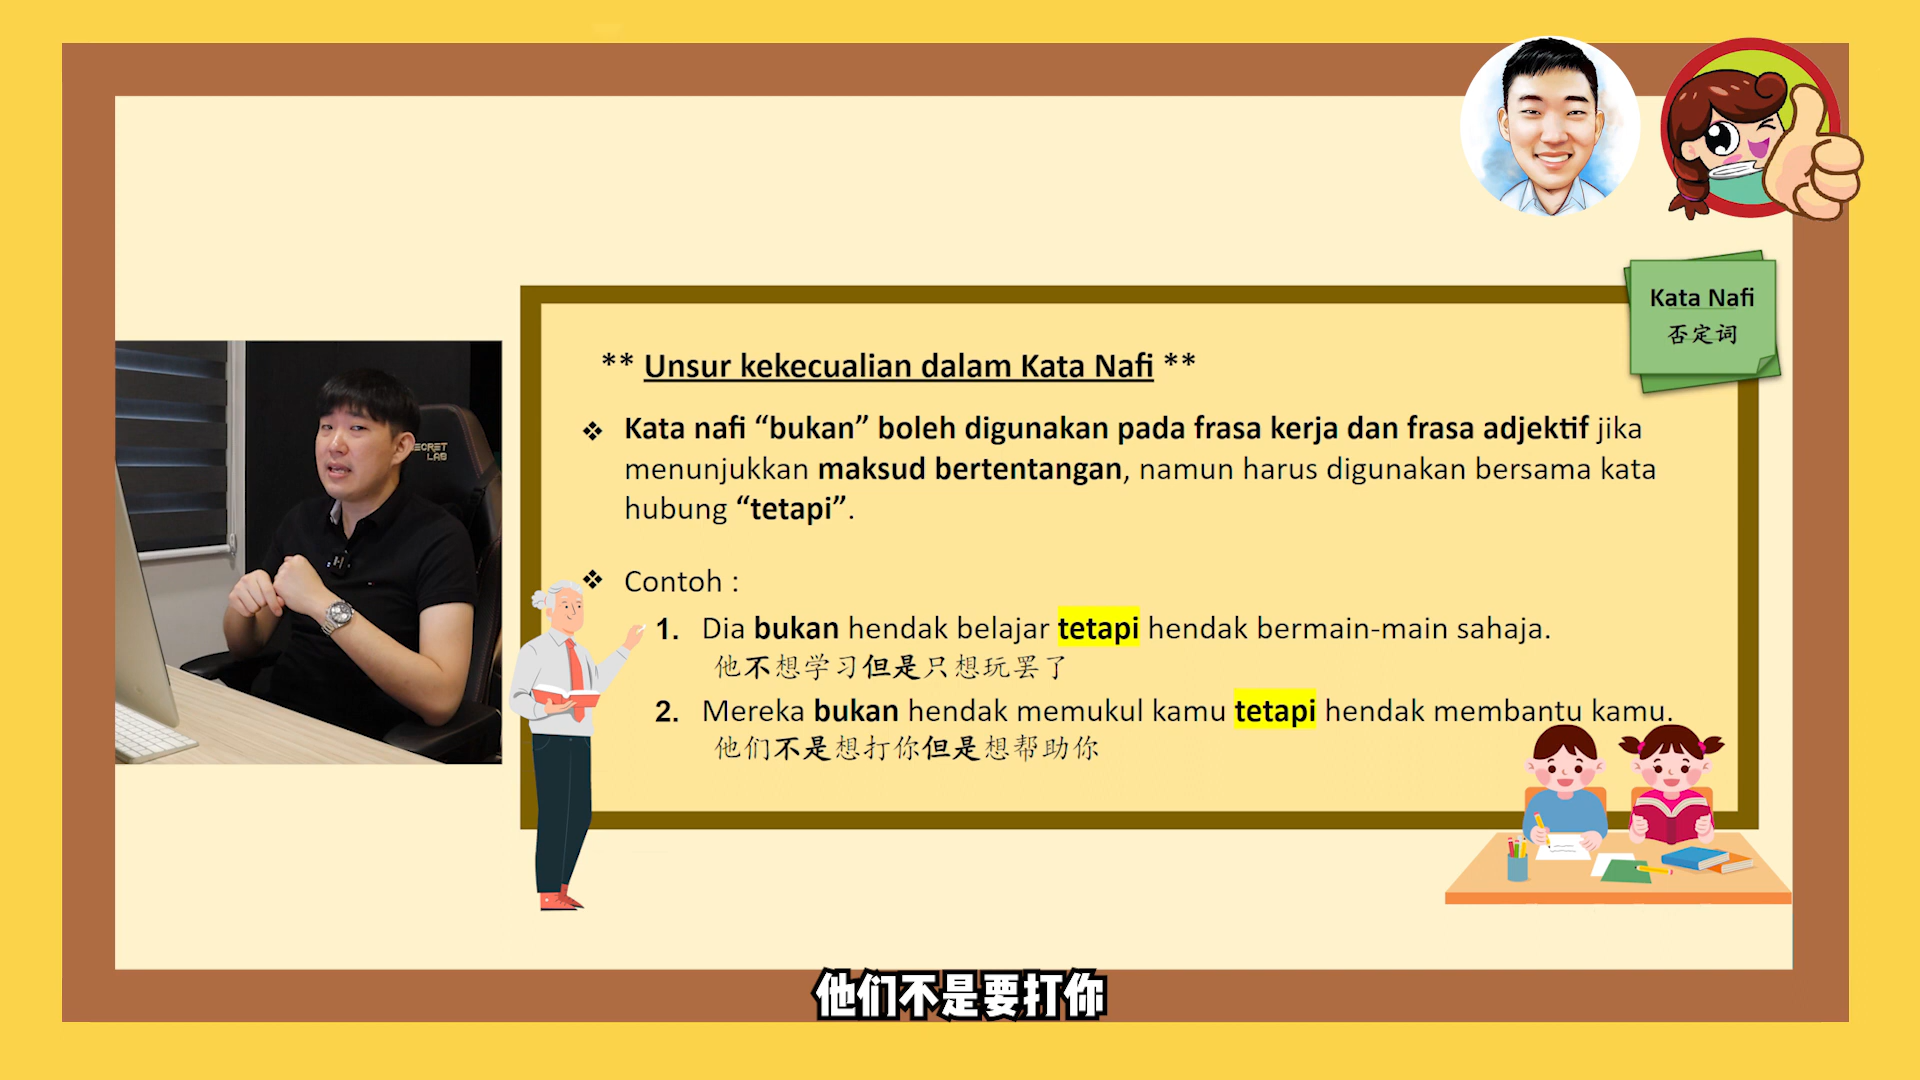 Kata Nafi
否定词
** Unsur kekecualian dalam Kata Nafi **
❖ Kata nafi “bukan” boleh digunakan pada frasa kerja dan frasa adjektif jika
menunjukkan maksud bertentangan, namun harus digunakan bersama kata
hubung “tetapi”.
❖ Contoh :
1. Dia bukan hendak belajar tetapi hendak bermain-main sahaja.
他不想学习但是只想玩罢了
2. Mereka bukan hendak memukul kamu tetapi hendak membantu kamu.
他们不是想打你但是想帮助你
ECRET
LAB
他们不是要打你